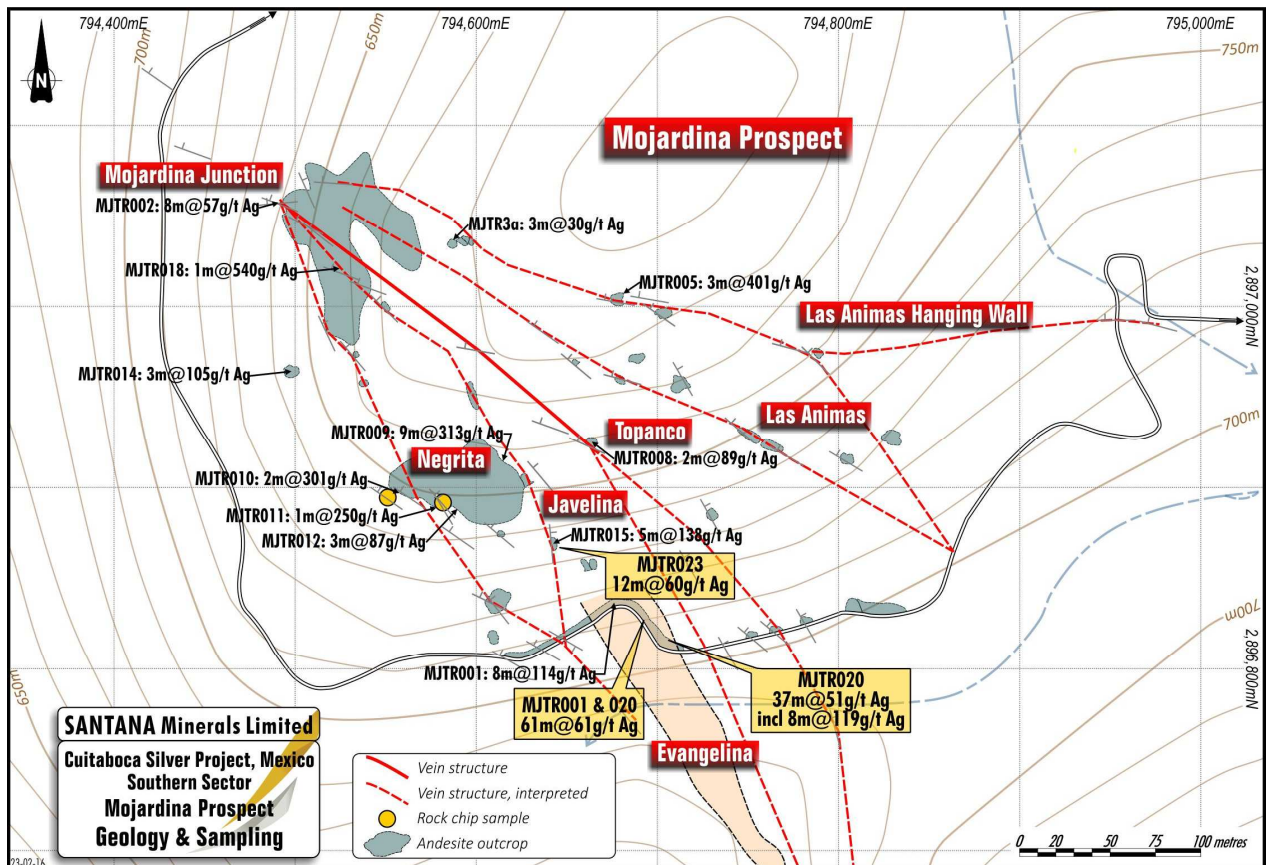 794,400mE
794,600mE
794,800mE
795,000mE
700m
650m
750m
N
Mojardina Prospect
Mojardina Junction
MJTR002: 8m@57g/t Ag
MJTR3a: 3m@30g/t Ag
MJTR018: 1m@540g/t Ag
MJTR005: 3m@401g/t Ag
2,897,000mN
Las Animas Hanging Wall
MJTR014: 3m@105g/t Ag
Las Animas
700m
MJTR009: 9m@313g/t Ag
Topanco
MJTR008: 2m@89g/t Ag
Negrita
MJTR010: 2m@301g/t Ag
Javelina
MJTR011: 1m@250g/t Ag
MJTR012: 3m@87g/t Ag
MJTR015: 5m@138g/t Ag
MJTR023
12m@60g/t Ag
700m
2,896,800mN
MJTR001: 8m@114g/t Ag
MJTR001 & 020
61m@61g/t Ag
MJTR020
37m@51g/t Ag
incl 8m@119g/t Ag
650m
Evangelina
SANTANA Minerals Limited
Cuitaboca Silver Project, Mexico
Southern Sector
Mojardina Prospect
Geology & Sampling
Vein structure
Vein structure, interpreted
Rock chip sample
Andesite outcrop
0 20 50 75 100 metres
23-02-16